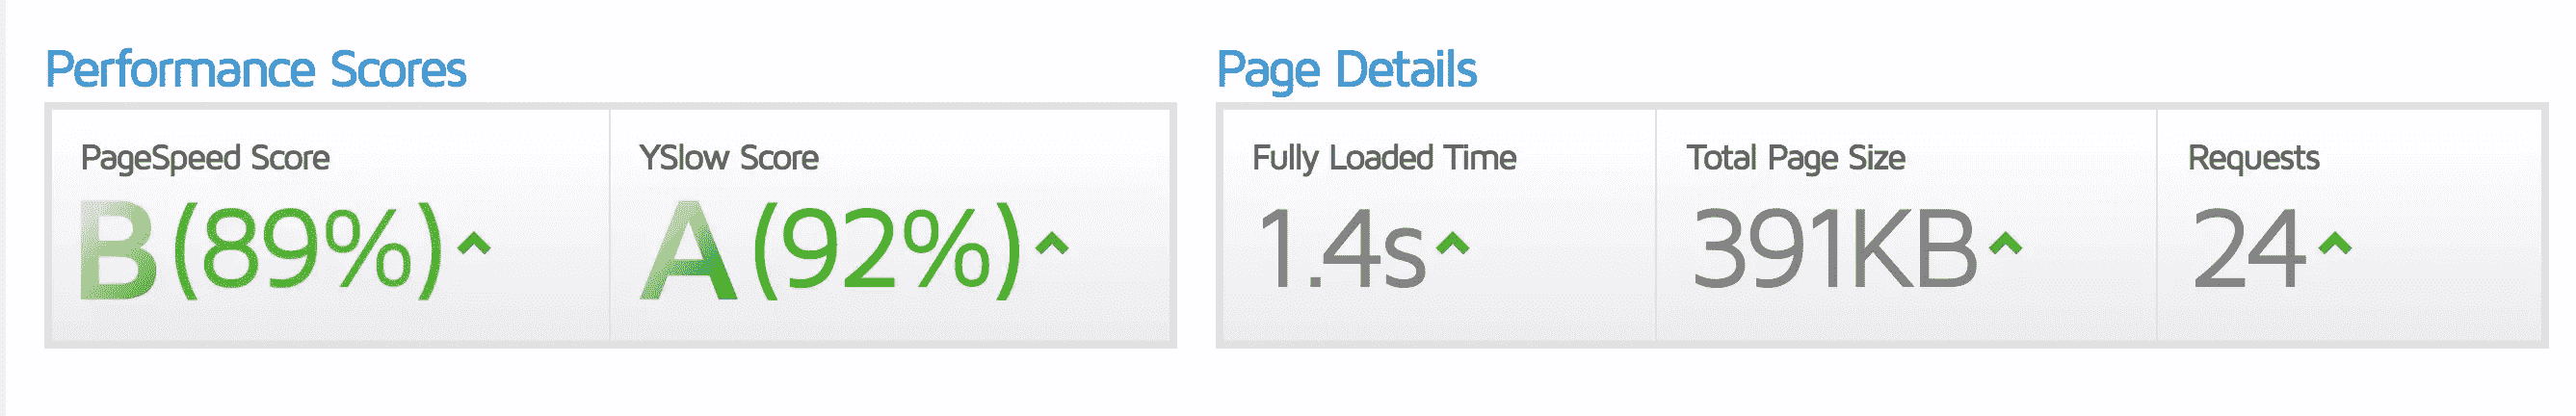 Performance Scores
Page Details
PageSpeed Score
B (89%)
YSlow Score
A (92%)
Fully Loaded Time
1.4s
Total Page Size
391KB
Requests
24